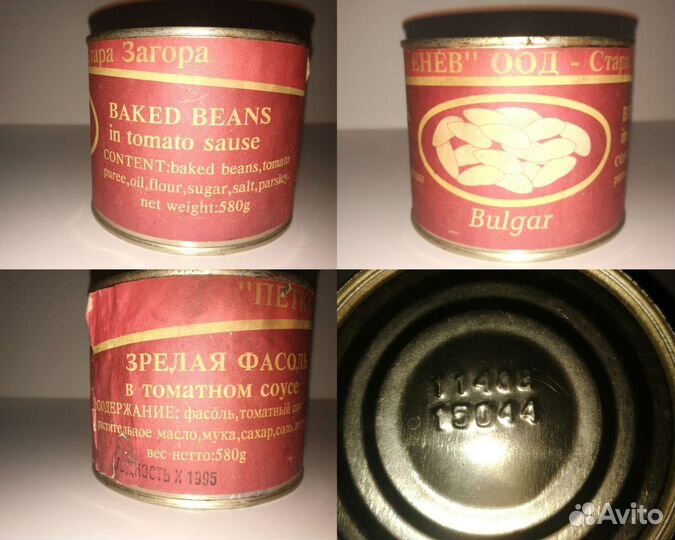 тара Загора
BAKED BEANS
in tomato sause
CONTENT:baked beans,tomato
puree,oil,flour,sugar,salt,parsley.
net weight:580g
ЕНЕВ" ООД - Стара
Bulgar
"ПЕТК
ЗРЕЛАЯ ФАСОЛЬ
в томатном соусе
СОДЕРЖАНИЕ: фасоль,томатный
растительное масло,мука,сахар,соль,
вес нетто:580g
ДНОСТЬ X 1995
15044
Avito